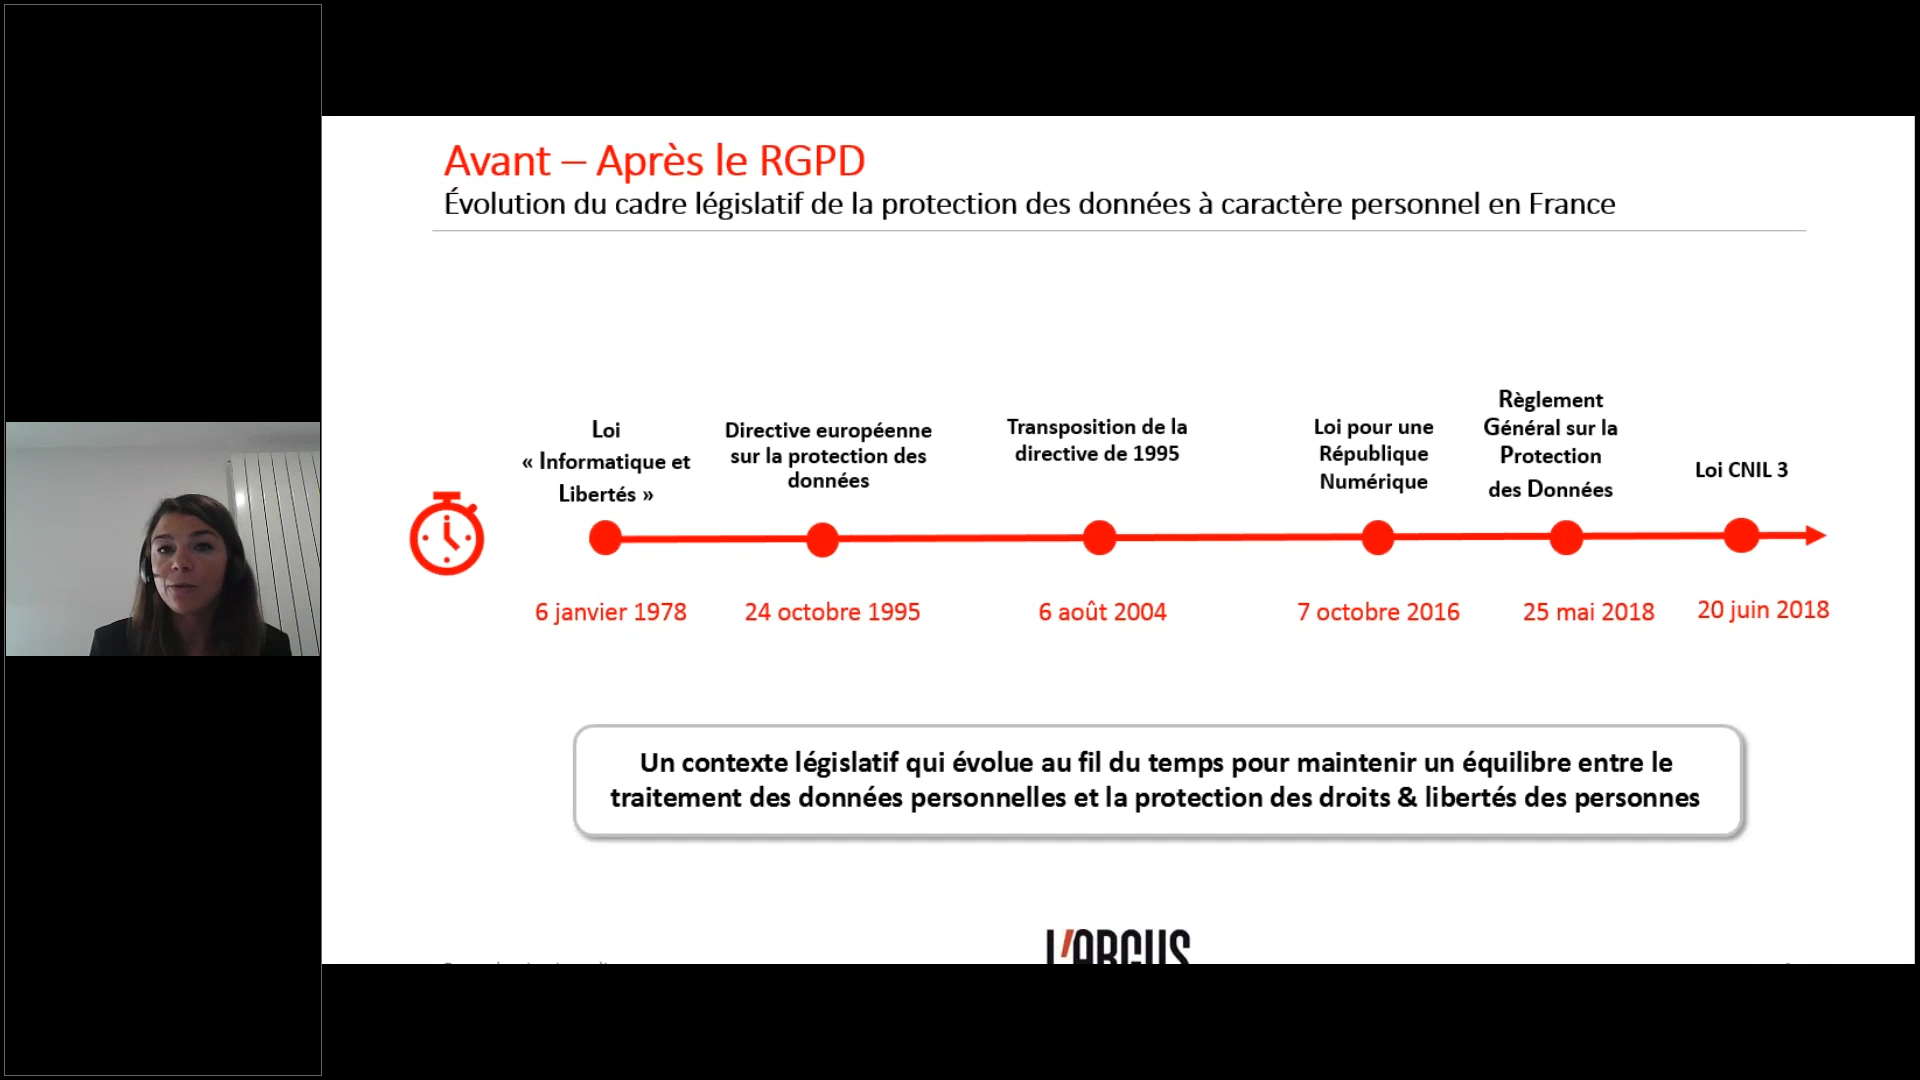 Avant – Après le RGPD
Évolution du cadre législatif de la protection des données à caractère personnel en France
Loi
« Informatique et
Libertés »
Directive européenne
sur la protection des
données
Transposition de la
directive de 1995
Loi pour une
République
Numérique
Règlement
Général sur la
Protection
des Données
Loi CNIL 3
6 janvier 1978
24 octobre 1995
6 août 2004
7 octobre 2016
25 mai 2018
20 juin 2018
Un contexte législatif qui évolue au fil du temps pour maintenir un équilibre entre le
traitement des données personnelles et la protection des droits & libertés des personnes
L'ARGUS